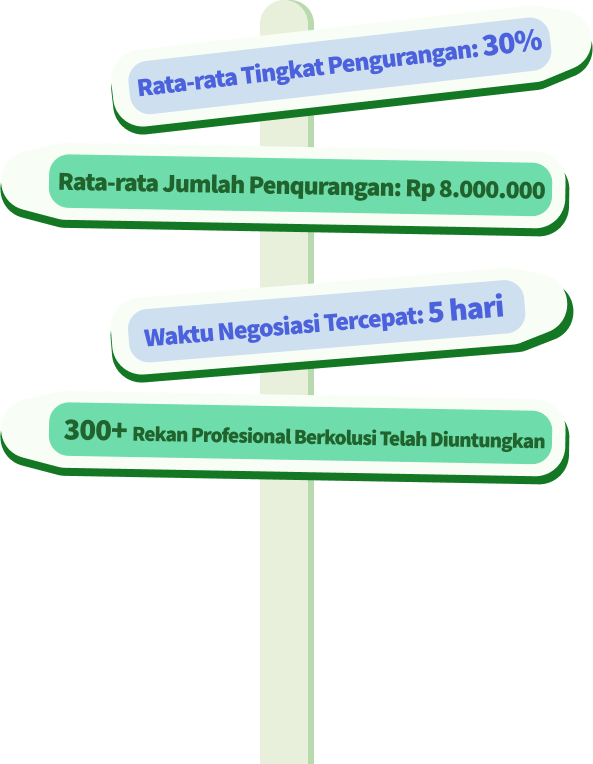 Rata-rata Tingkat Pengurangan: 30%
Rata-rata Jumlah Penqurangan: Rp 8.000.000
Waktu Negosiasi Tercepat: 5 hari
300+ Rekan Profesional Berkolusi Telah Diuntungkan